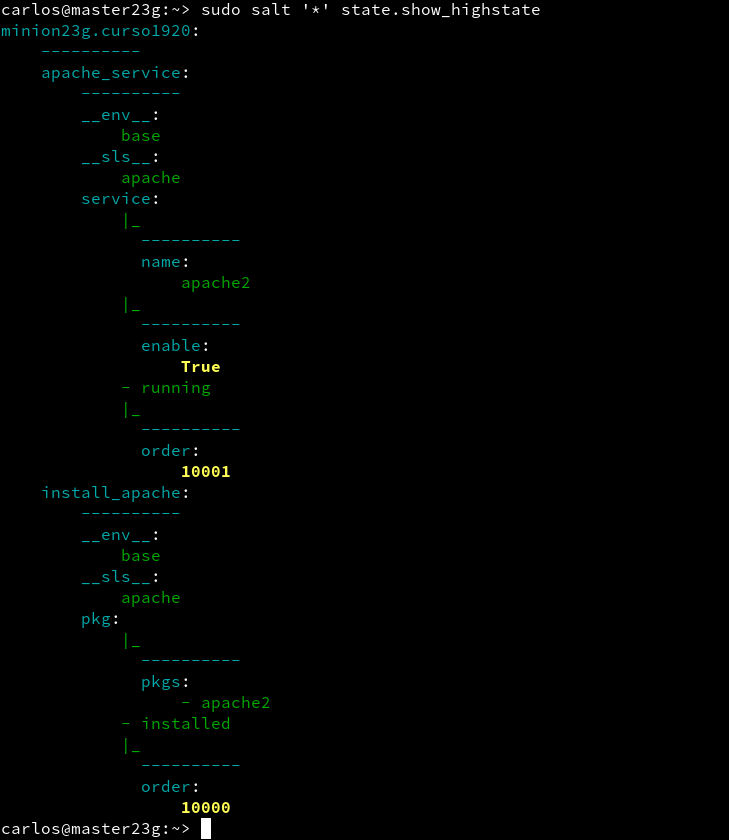 carlos@master23g:~> sudo salt '*' state.show_highstate
minion23g.curso1920:
    ----------
    apache_service:
        ----------
        __env__:
            base
        __sls__:
            apache
        service:
            |_
              ----------
              name:
                  apache2
            |_
              ----------
              enable:
                  True
            - running
            |_
              ----------
              order:
                  10001
    install_apache:
        ----------
        __env__:
            base
        __sls__:
            apache
        pkg:
            |_
              ----------
              pkgs:
                  - apache2
            - installed
            |_
              ----------
              order:
                  10000
carlos@master23g:~>